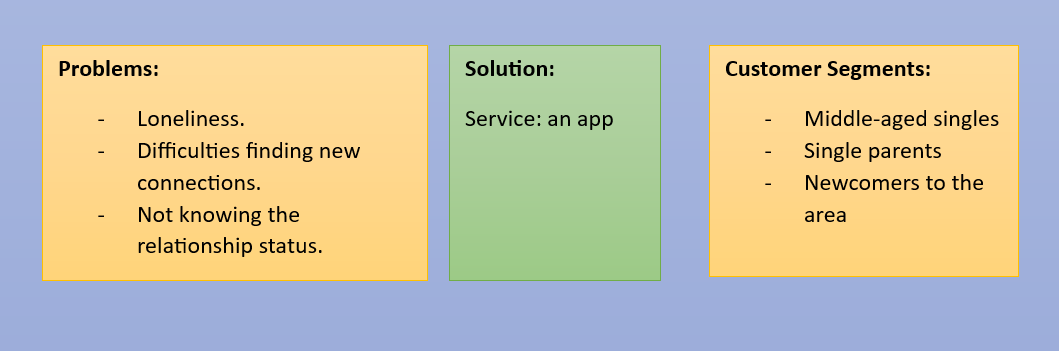 Problems:
- Loneliness.
- Difficulties finding new
connections.
- Not knowing the
relationship status.
Solution:
Service: an app
Customer Segments:
- Middle-aged singles
- Single parents
- Newcomers to the
area